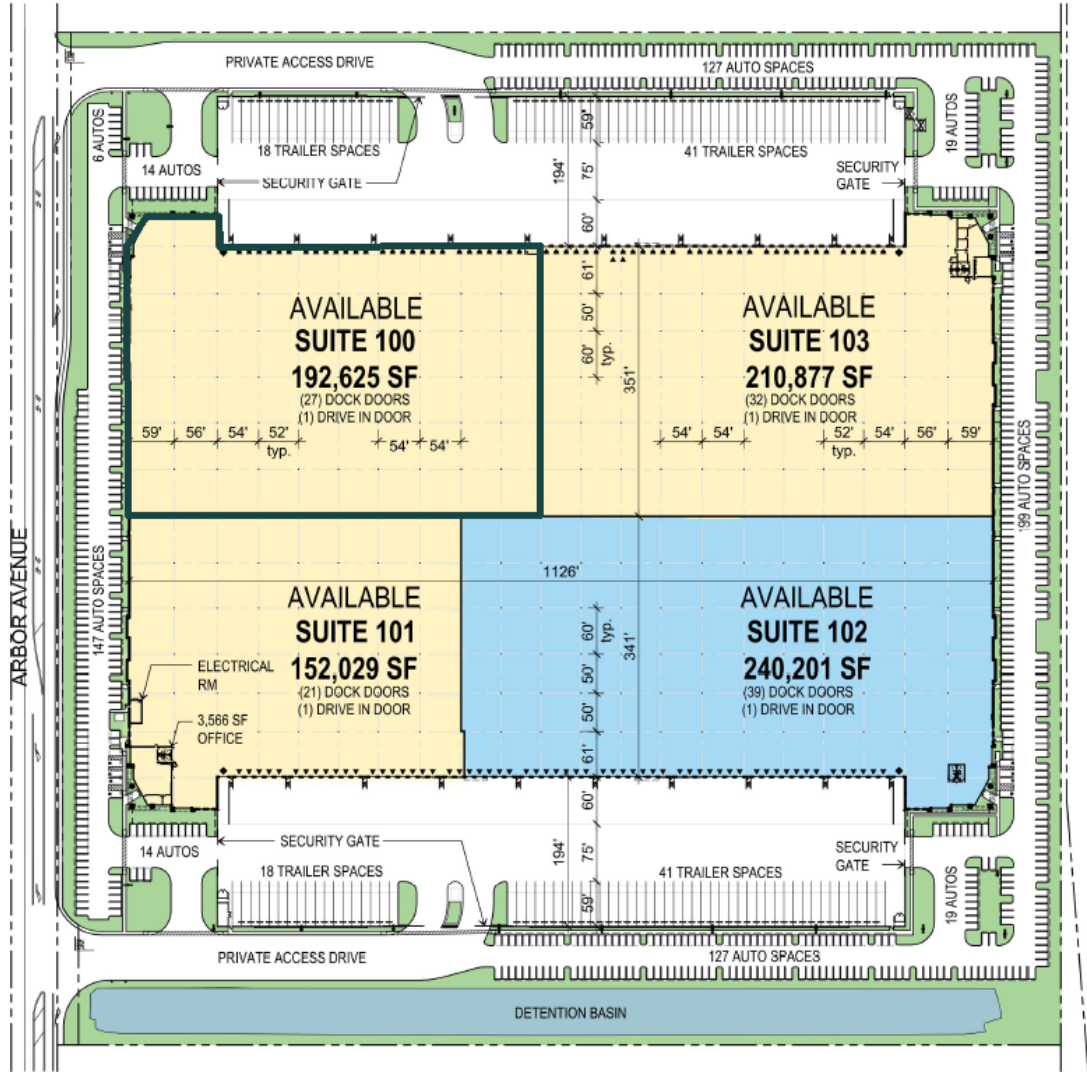 PRIVATE ACCESS DRIVE
127 AUTO SPACES
6 AUTOS
14 AUTOS
18 TRAILER SPACES
SECURITY GATE
41 TRAILER SPACES
SECURITY
GATE
19 AUTOS
59'
75'
194'
60'
61'
50'
60'
typ.
351'
AVAILABLE
SUITE 100
192,625 SF
(27) DOCK DOORS
(1) DRIVE IN DOOR
59'
56'
54'
52'
typ.
54'
54'
AVAILABLE
SUITE 103
210,877 SF
(32) DOCK DOORS
(1) DRIVE IN DOOR
54'
54'
52'
typ.
54'
56'
59'
199 AUTO SPACES
ARBOR AVENUE
147 AUTO SPACES
1126'
AVAILABLE
SUITE 101
152,029 SF
(21) DOCK DOORS
(1) DRIVE IN DOOR
ELECTRICAL
RM
3,566 SF
OFFICE
60'
typ.
341'
50'
50'
61'
AVAILABLE
SUITE 102
240,201 SF
(39) DOCK DOORS
(1) DRIVE IN DOOR
60'
194'
75'
59'
14 AUTOS
SECURITY GATE
18 TRAILER SPACES
41 TRAILER SPACES
SECURITY
GATE
19 AUTOS
PRIVATE ACCESS DRIVE
127 AUTO SPACES
DETENTION BASIN